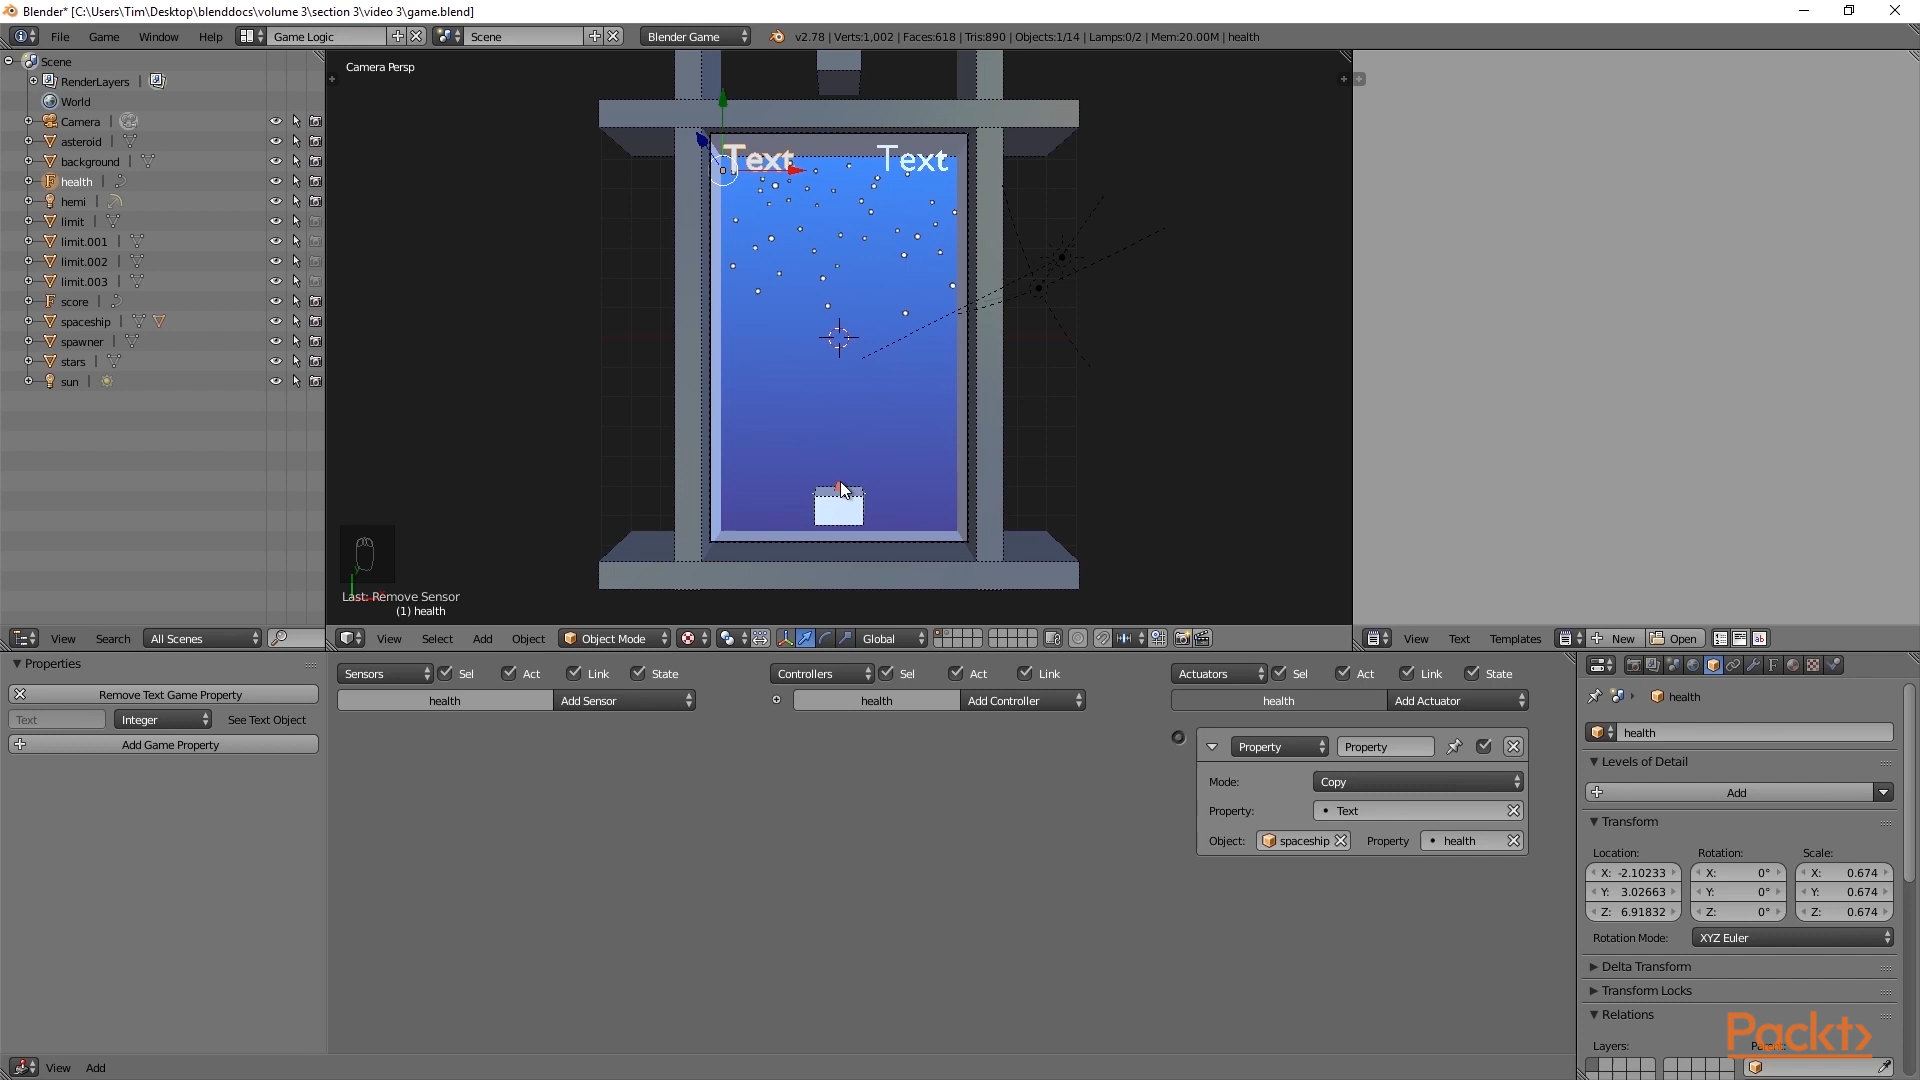 Blender* [C:\Users\Tim\Desktop\blenddocs\volume 3\section 3\video 3\game.blend]
File Game Window Help Game Logic Scene Blender Game v2.78 | Verts:1,002 | Faces:618 | Tris:890 | Objects:1/14 | Lamps:0/2 | Mem:20.00M | health
Scene
RenderLayers
World
Camera
asteroid
background
health
hemi
limit
limit.001
limit.002
limit.003
score
spaceship
spawner
stars
sun
Camera Persp
Text Text
Last: Remove Sensor
(1) health
View Search All Scenes
View Select Add Object Object Mode Global
View Text Templates New Open
Properties
Remove Text Game Property
Text Integer See Text Object
Add Game Property
Sensors Sel Act Link State
health Add Sensor
Controllers Sel Act Link
health Add Controller
Actuators Sel Act Link State
health Add Actuator
Property Property
Mode: Copy
Property: Text
Object: spaceship Property health
health
health
Levels of Detail
Add
Transform
Location: Rotation: Scale:
X: -2.10233 X: 0° X: 0.674
Y: 3.02663 Y: 0° Y: 0.674
Z: 6.91832 Z: 0° Z: 0.674
Rotation Mode: XYZ Euler
Delta Transform
Transform Locks
Relations
Layers:
Packt>
View Add